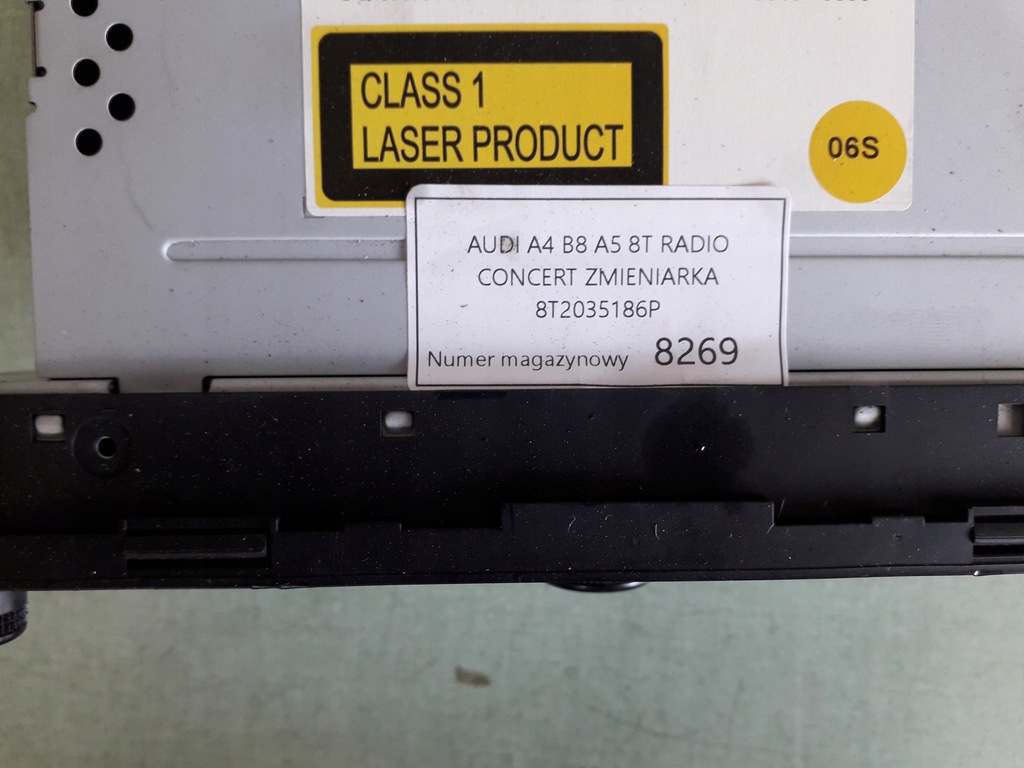 CLASS 1
LASER PRODUCT
06S
AUDI A4 B8 A5 8T RADIO
CONCERT ZMIENIARKA
8T2035186P
Numer magazynowy 8269